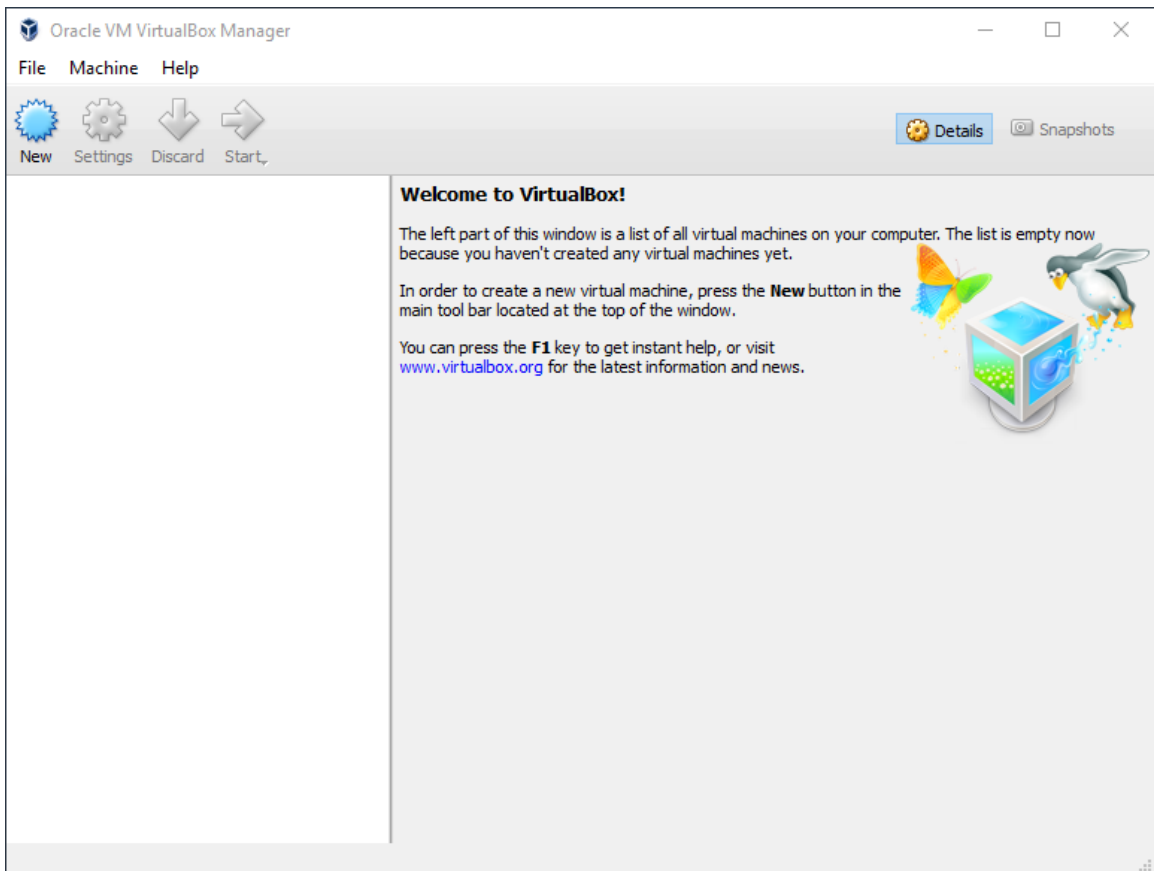 Oracle VM VirtualBox Manager
File Machine Help
New Settings Discard Start
Details Snapshots
Welcome to VirtualBox!
The left part of this window is a list of all virtual machines on your computer. The list is empty now
because you haven't created any virtual machines yet.
In order to create a new virtual machine, press the New button in the
main tool bar located at the top of the window.
You can press the F1 key to get instant help, or visit
www.virtualbox.org for the latest information and news.